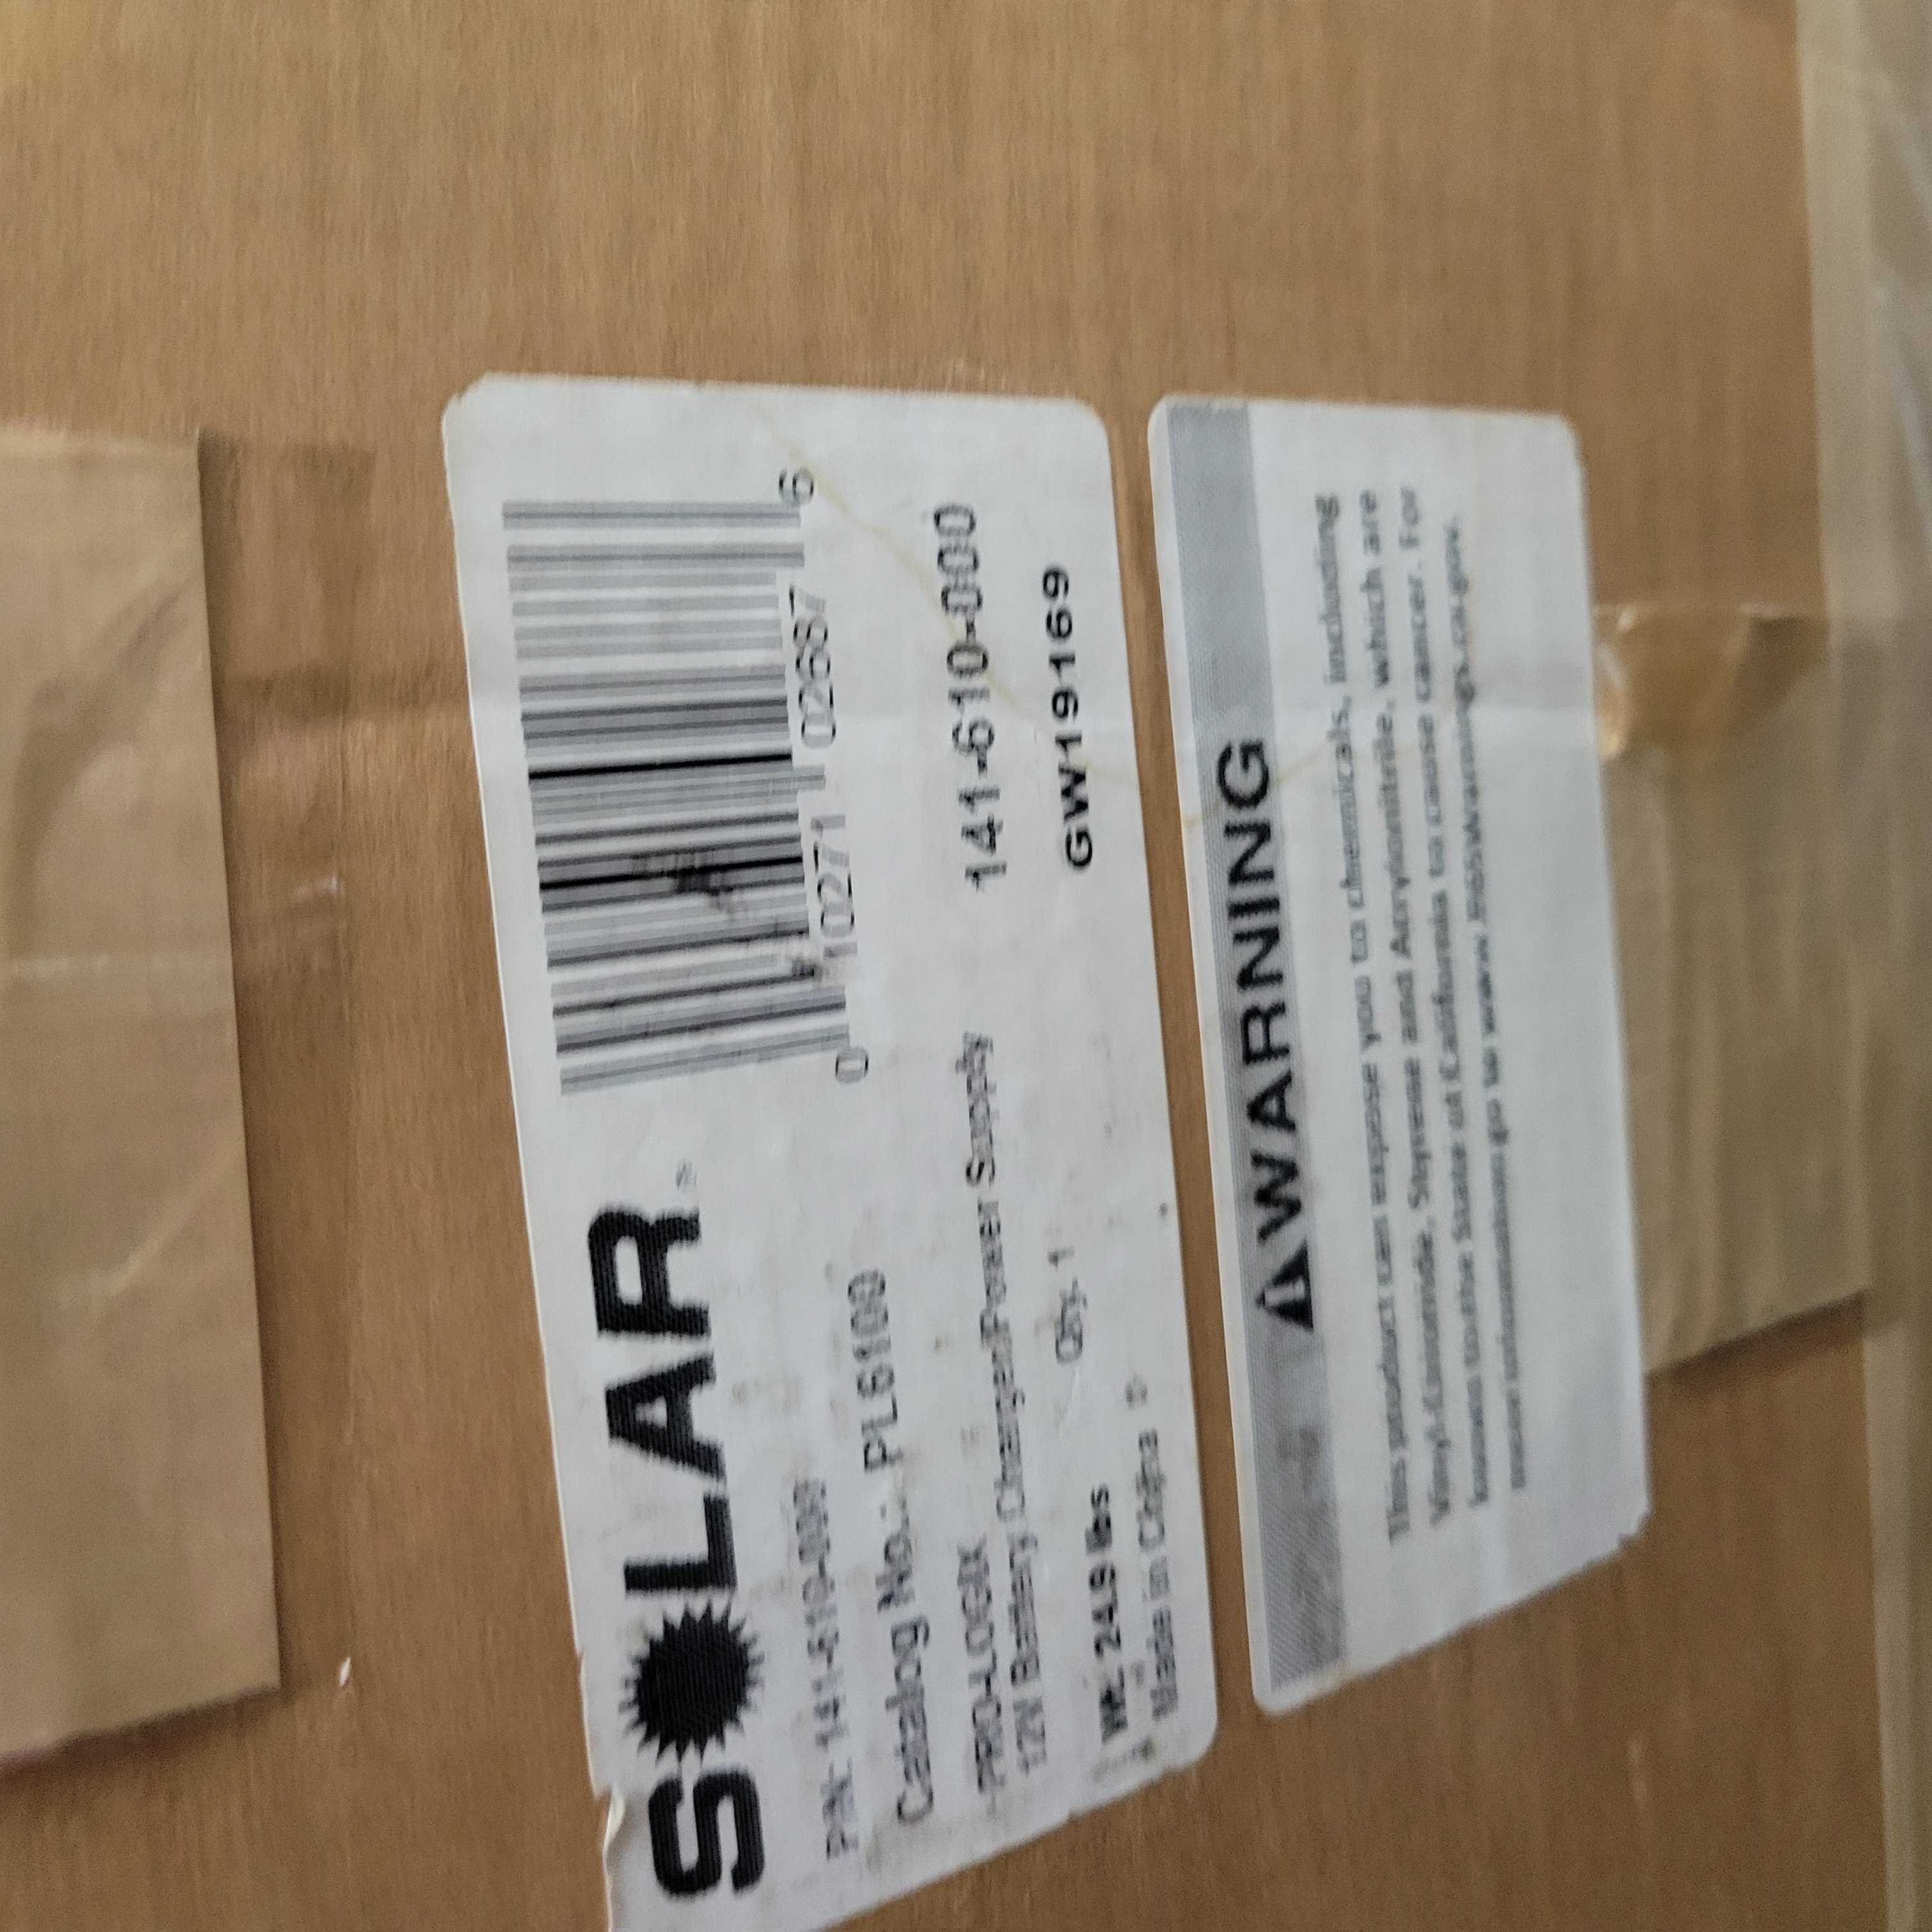 SOLAR®
P/N: 141-610-000
Catalog No.: PL6100
PRO-LOGIX
12V Battery Charger/Power Supply
Wt. 24.9 lbs Qty. 1
Made in China
0 10271 02687 6
141-610-000
GW19169
⚠WARNING
This product can expose you to chemicals, including
Vinyl-Chloride, Styrene and Acrylonitrile, which are
known to the State of California to cause cancer. For
more information go to www.P65Warnings.ca.gov.